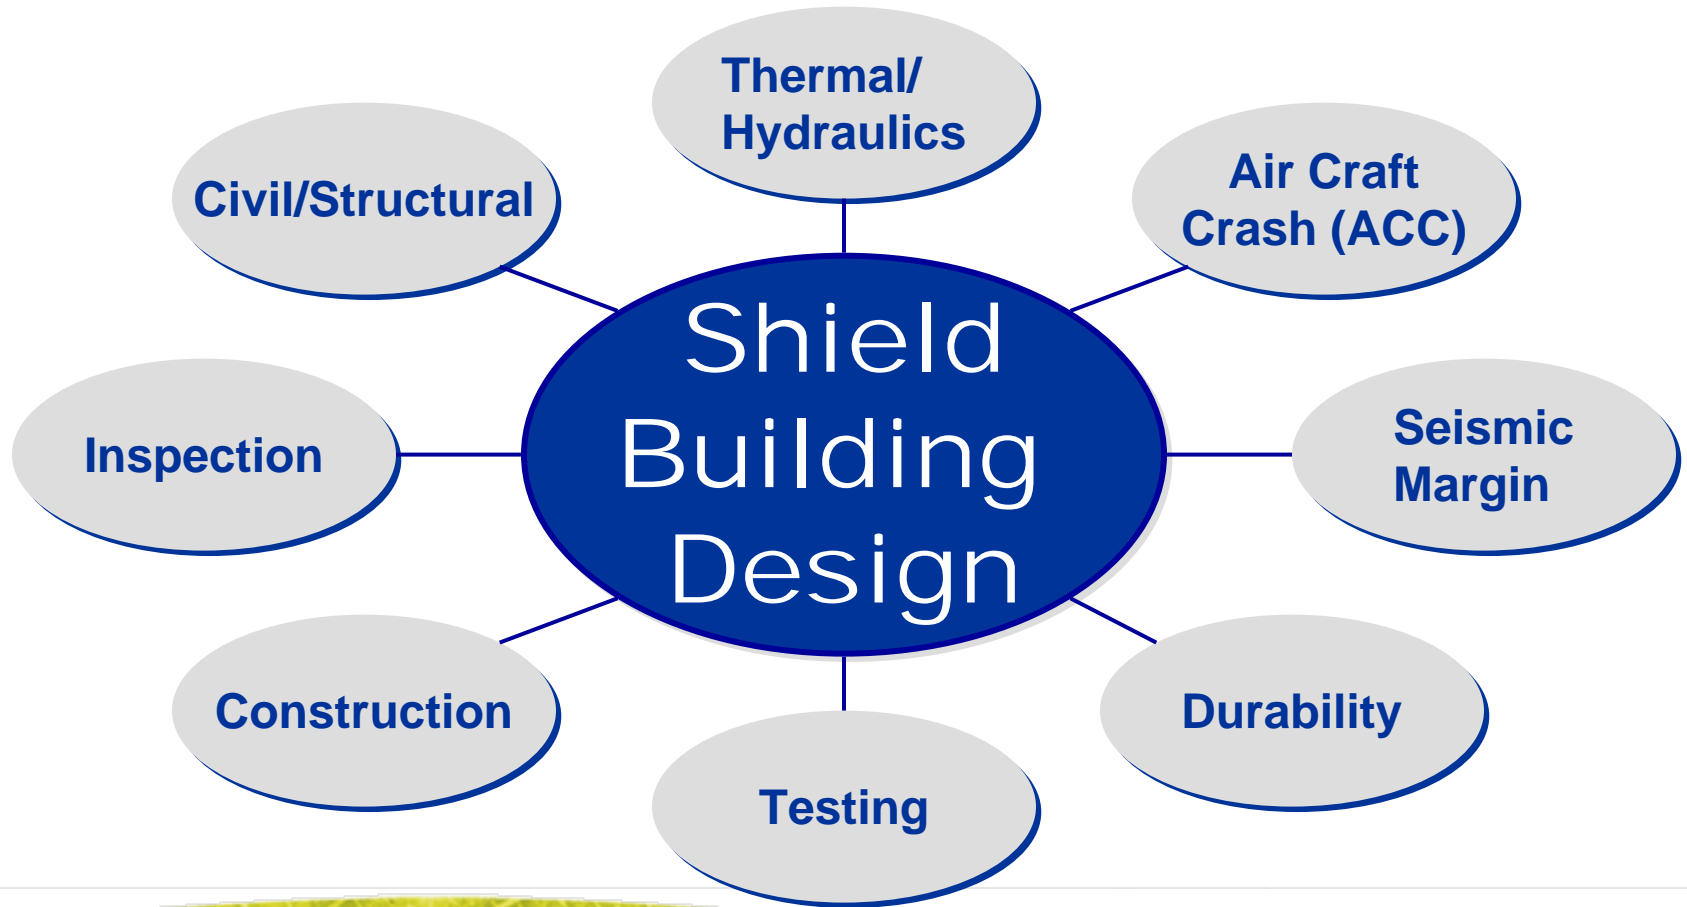 Thermal/
Hydraulics
Civil/Structural
Air Craft
Crash (ACC)
Shield
Building
Design
Inspection
Seismic
Margin
Construction
Durability
Testing